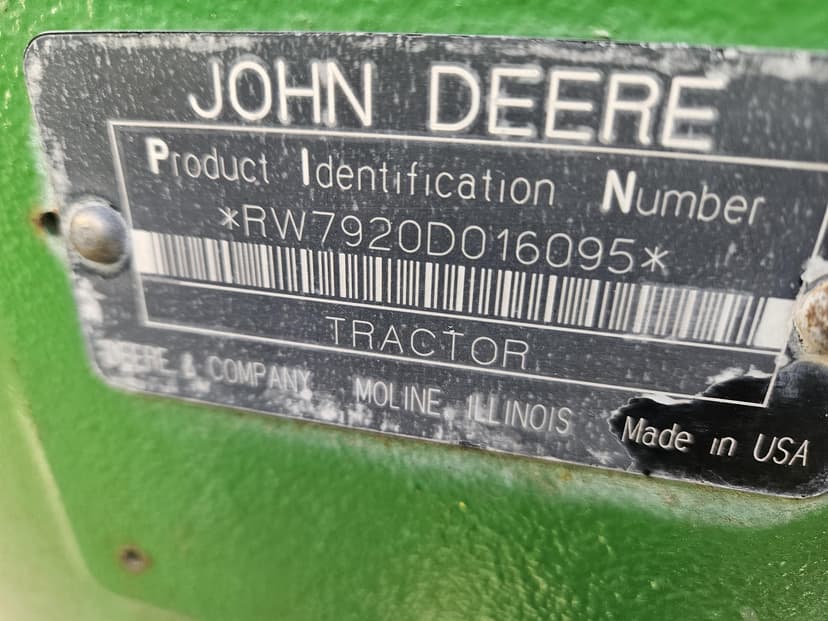 JOHN DEERE
Product Identification Number
*RW7920D016095*
TRACTOR
DEERE & COMPANY MOLINE, ILLINOIS
Made in USA